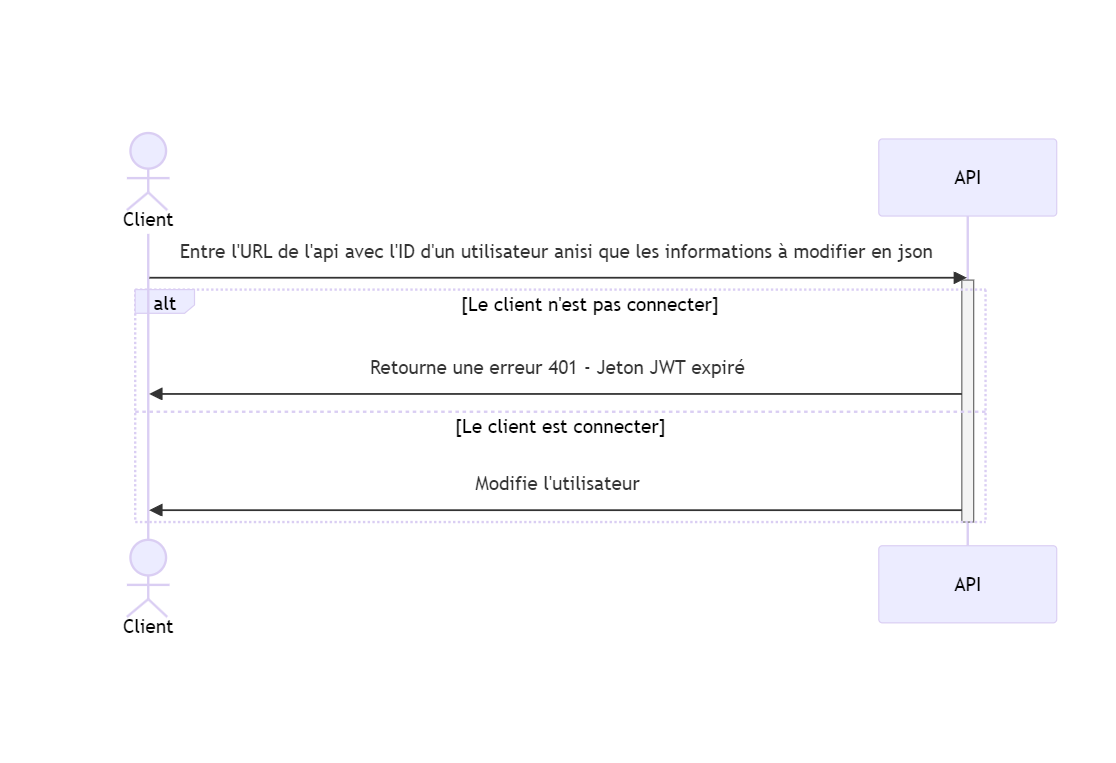 Client
API
Entre l'URL de l'api avec l'ID d'un utilisateur anisi que les informations à modifier en json
alt
[Le client n'est pas connecter]
Retourne une erreur 401 - Jeton JWT expiré
[Le client est connecter]
Modifie l'utilisateur
Client
API